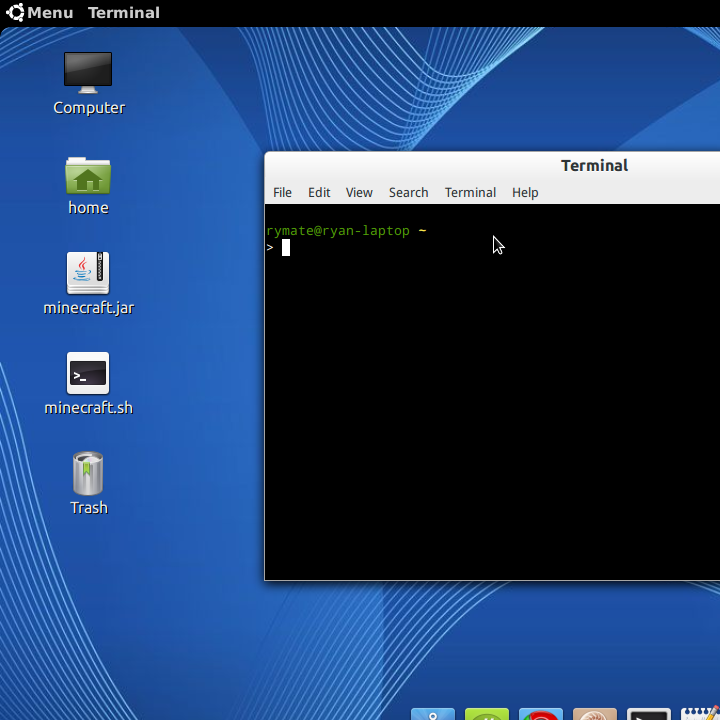 Menu Terminal
Computer
home
minecraft.jar
minecraft.sh
Trash
Terminal
File Edit View Search Terminal Help
rymate@ryan-laptop ~
>